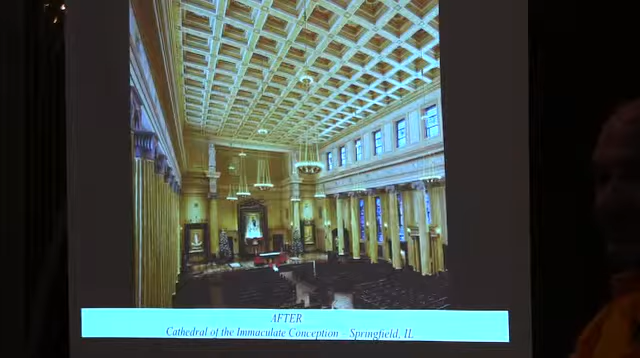 AFTER
Cathedral of the Immaculate Conception – Springfield, IL